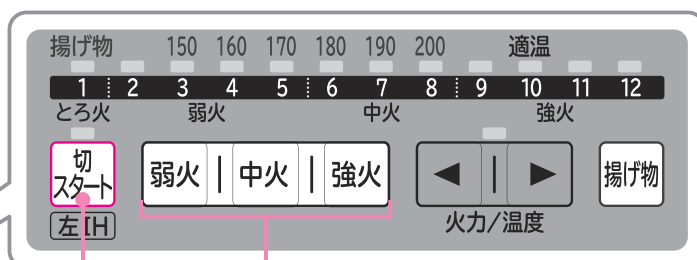 揚げ物 150 160 170 180 190 200 適温
1 2 3 4 5 6 7 8 9 10 11 12
とろ火 弱火 中火 強火
切 スタート 弱火 中火 強火 ◀ ▶ 揚げ物
左IH 火力/温度